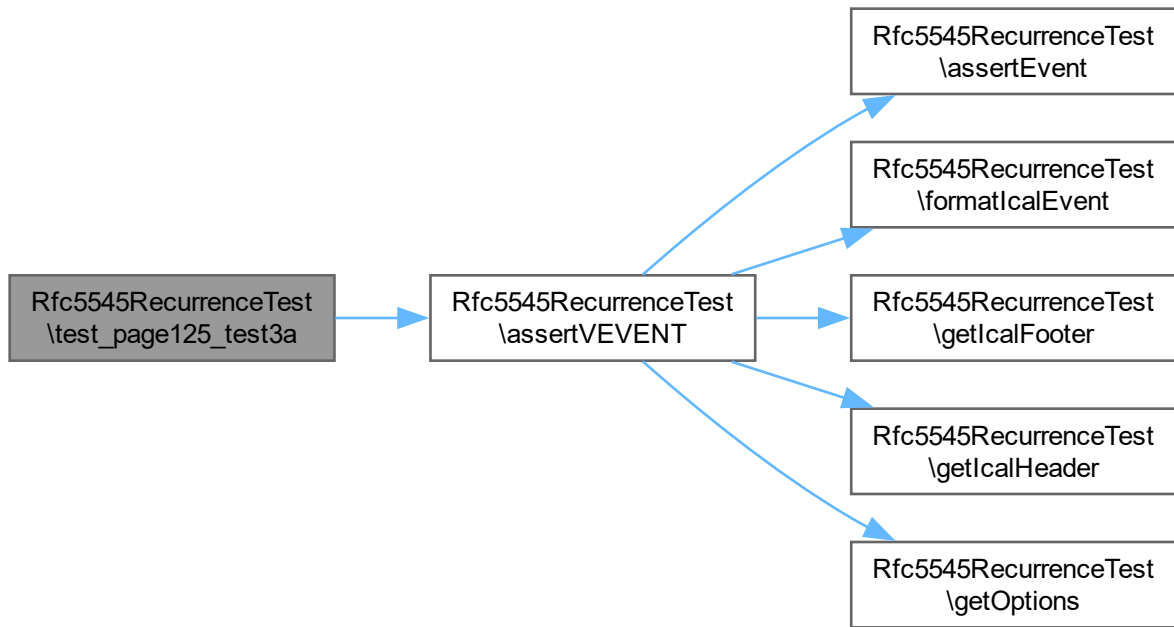 Rfc5545RecurrenceTest
\assertEvent
Rfc5545RecurrenceTest
\formatIcalEvent
Rfc5545RecurrenceTest
\test_page125_test3a
Rfc5545RecurrenceTest
\assertVEVENT
Rfc5545RecurrenceTest
\getIcalFooter
Rfc5545RecurrenceTest
\getIcalHeader
Rfc5545RecurrenceTest
\getOptions